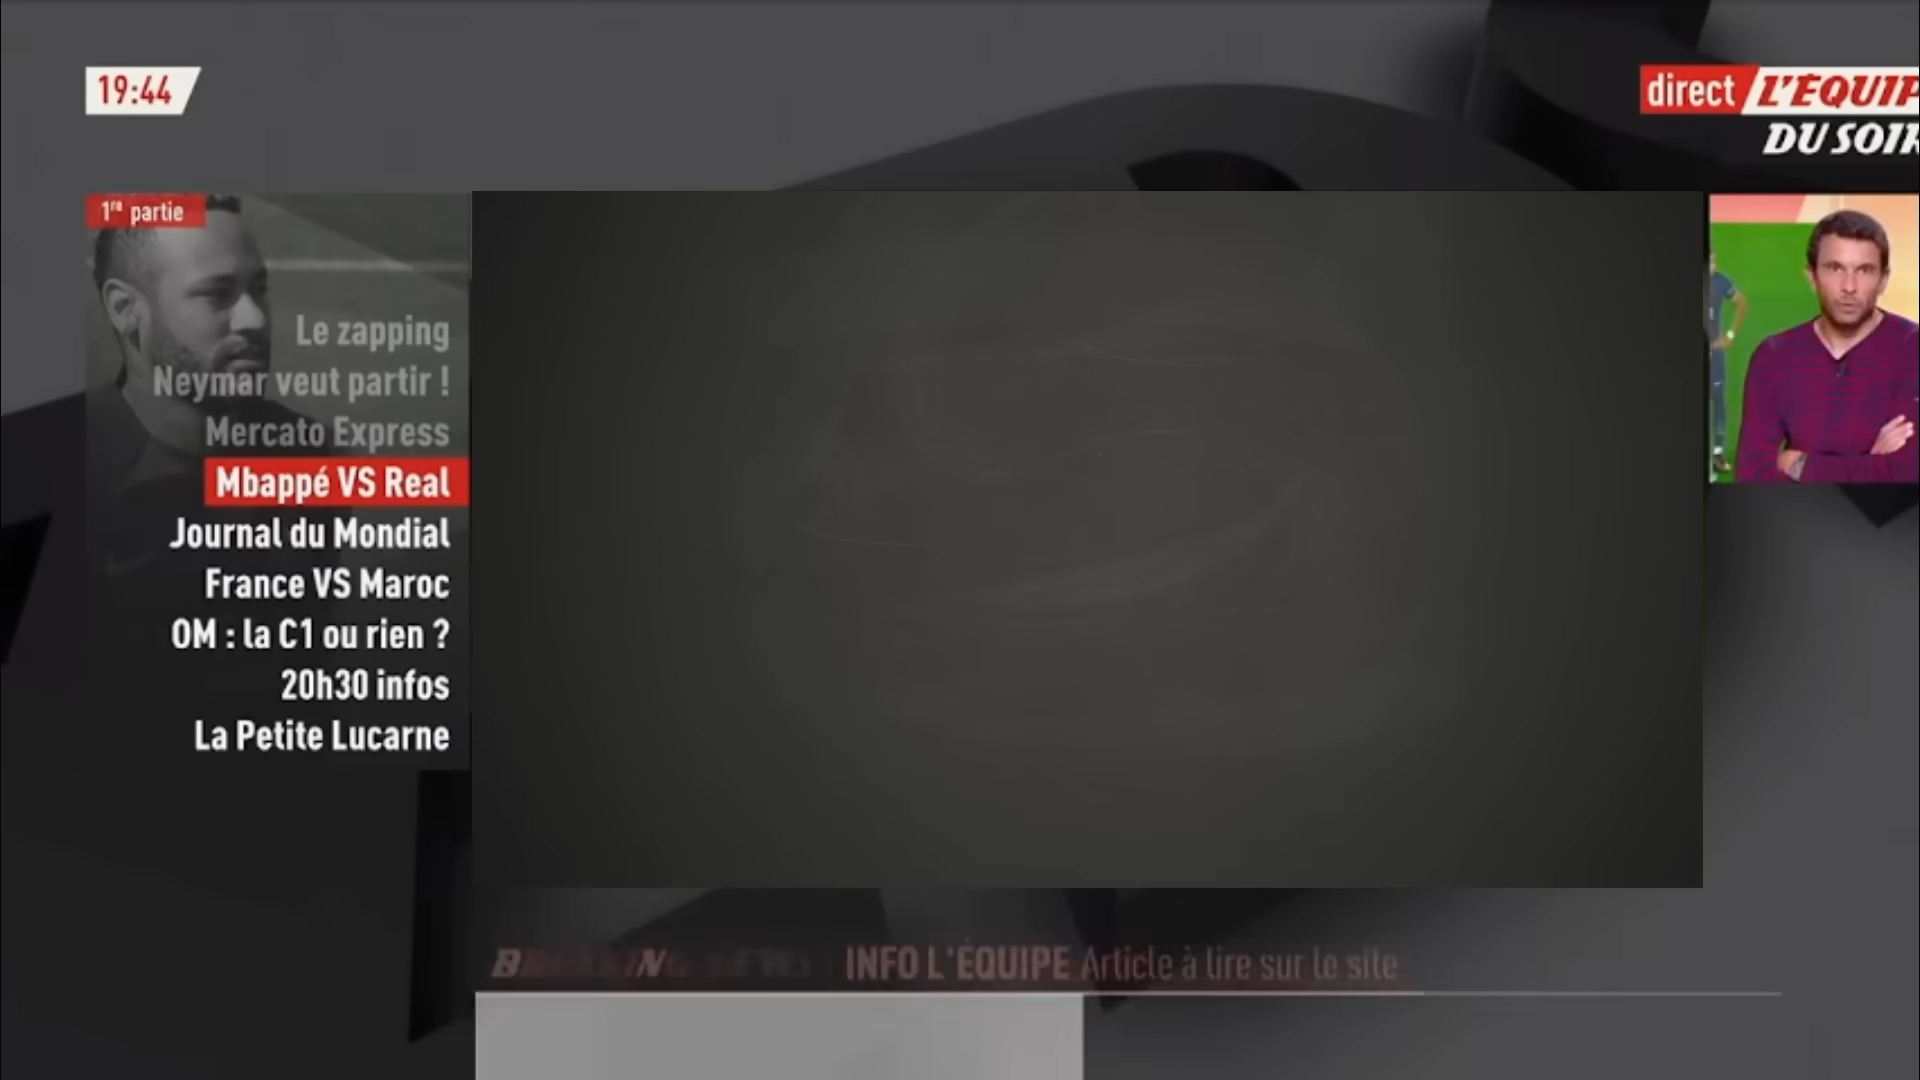 19:44
direct L'ÉQUIP
DU SOIR
1re partie
Le zapping
Neymar veut partir !
Mercato Express
Mbappé VS Real
Journal du Mondial
France VS Maroc
OM : la C1 ou rien ?
20h30 infos
La Petite Lucarne
INFO L'ÉQUIPE Article à lire sur le site